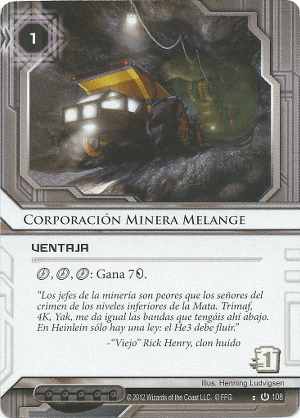 1
CORPORACIÓN MINERA MELANGE
VENTAJA
, , : Gana 7.
“Los jefes de la minería son peores que los señores del
crimen de los niveles inferiores de la Mata. Trimaf,
4K, Yak, me da igual las bandas que tengáis ahí abajo.
En Heinlein sólo hay una ley: el He3 debe fluir.”
-“Viejo” Rick Henry, clon huido
1
Illus. Henning Ludvigsen
© 2012 Wizards of the Coast LLC. © FFG
108